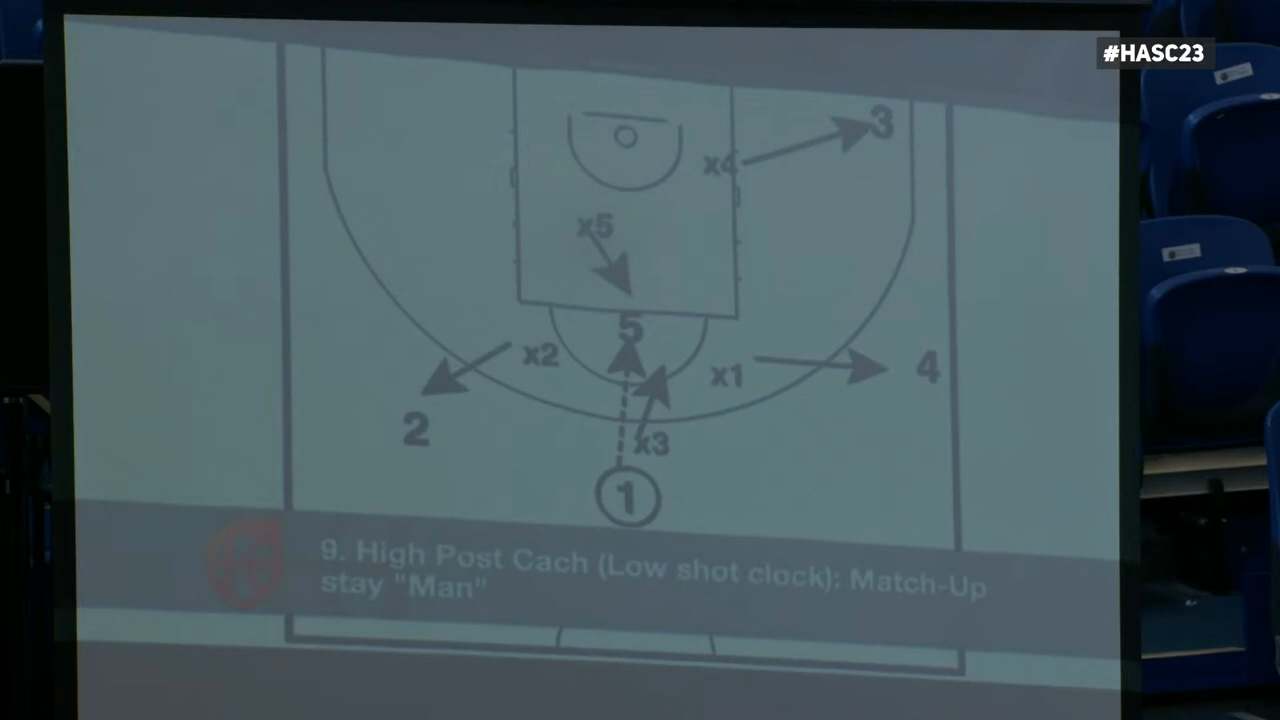 #HASC23
3
x4
x5
5
x2
x1
4
2
x3
1
9. High Post Cach (Low shot clock): Match-Up
stay "Man"